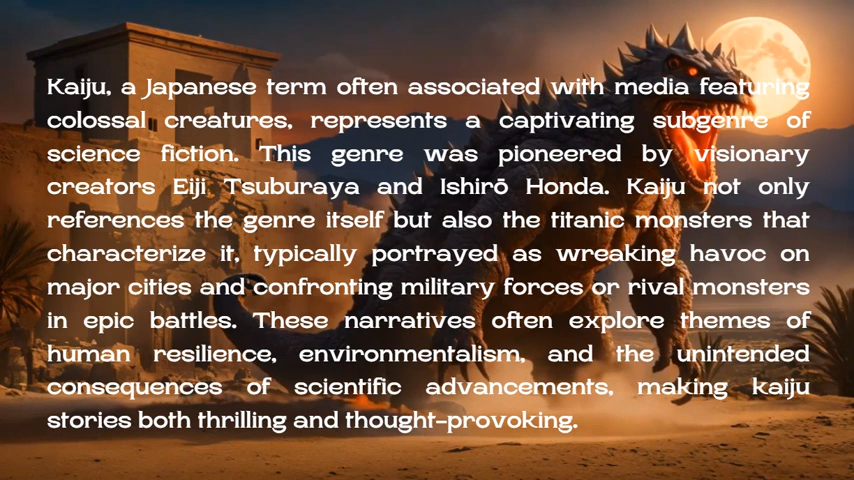 Kaiju, a Japanese term often associated with media featuring
colossal creatures, represents a captivating subgenre of
science fiction. This genre was pioneered by visionary
creators Eiji Tsuburaya and Ishirō Honda. Kaiju not only
references the genre itself but also the titanic monsters that
characterize it, typically portrayed as wreaking havoc on
major cities and confronting military forces or rival monsters
in epic battles. These narratives often explore themes of
human resilience, environmentalism, and the unintended
consequences of scientific advancements, making kaiju
stories both thrilling and thought-provoking.